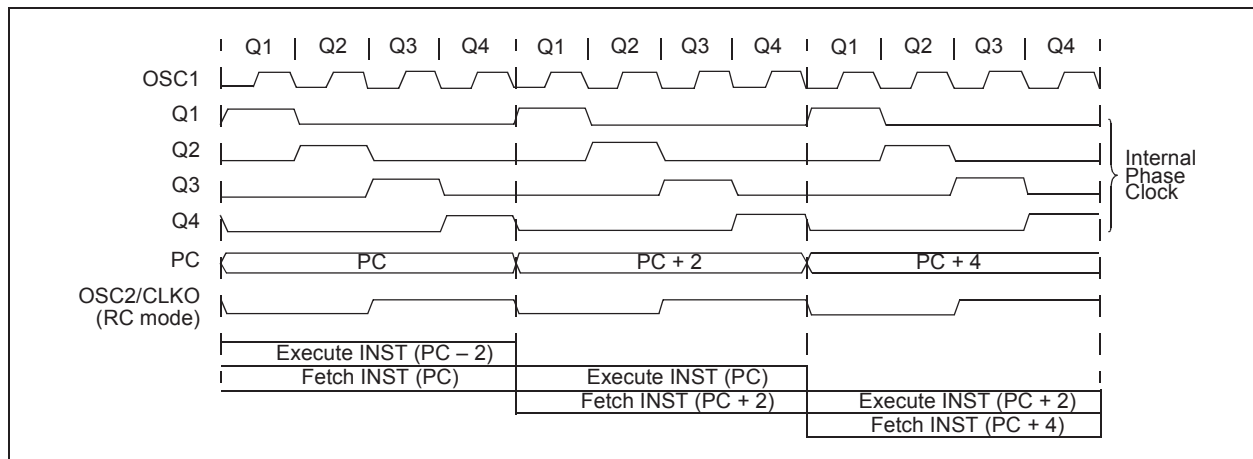 Q1 Q2 Q3 Q4 Q1 Q2 Q3 Q4 Q1 Q2 Q3 Q4
OSC1
Q1
Q2
Q3
Q4
Internal
Phase
Clock
PC PC PC + 2 PC + 4
OSC2/CLKO
(RC mode)
Execute INST (PC – 2)
Fetch INST (PC) Execute INST (PC)
Fetch INST (PC + 2) Execute INST (PC + 2)
Fetch INST (PC + 4)